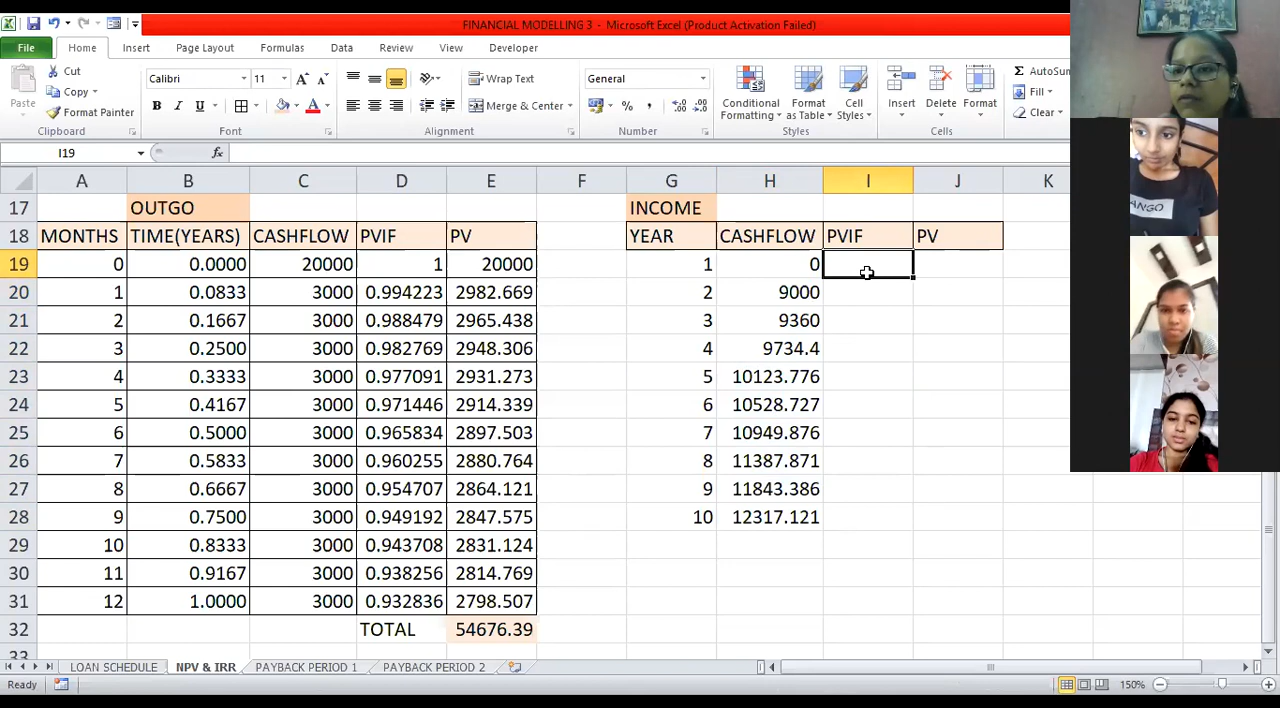 FINANCIAL MODELLING 3 - Microsoft Excel (Product Activation Failed)
File Home Insert Page Layout Formulas Data Review View Developer
Paste Cut Copy Format Painter
Calibri 11 B I U A
Wrap Text Merge & Center
General % ,
Conditional Formatting Format as Table Cell Styles
Insert Delete Format
Σ AutoSum Fill Clear
Clipboard Font Alignment Number Styles Cells
I19 fx
A B C D E F G H I J K
17 OUTGO INCOME
18 MONTHS TIME(YEARS) CASHFLOW PVIF PV YEAR CASHFLOW PVIF PV
19 0 0.0000 20000 1 20000 1 0
20 1 0.0833 3000 0.994223 2982.669 2 9000
21 2 0.1667 3000 0.988479 2965.438 3 9360
22 3 0.2500 3000 0.982769 2948.306 4 9734.4
23 4 0.3333 3000 0.977091 2931.273 5 10123.776
24 5 0.4167 3000 0.971446 2914.339 6 10528.727
25 6 0.5000 3000 0.965834 2897.503 7 10949.876
26 7 0.5833 3000 0.960255 2880.764 8 11387.871
27 8 0.6667 3000 0.954707 2864.121 9 11843.386
28 9 0.7500 3000 0.949192 2847.575 10 12317.121
29 10 0.8333 3000 0.943708 2831.124
30 11 0.9167 3000 0.938256 2814.769
31 12 1.0000 3000 0.932836 2798.507
32 TOTAL 54676.39
33
LOAN SCHEDULE NPV & IRR PAYBACK PERIOD 1 PAYBACK PERIOD 2
Ready 150%